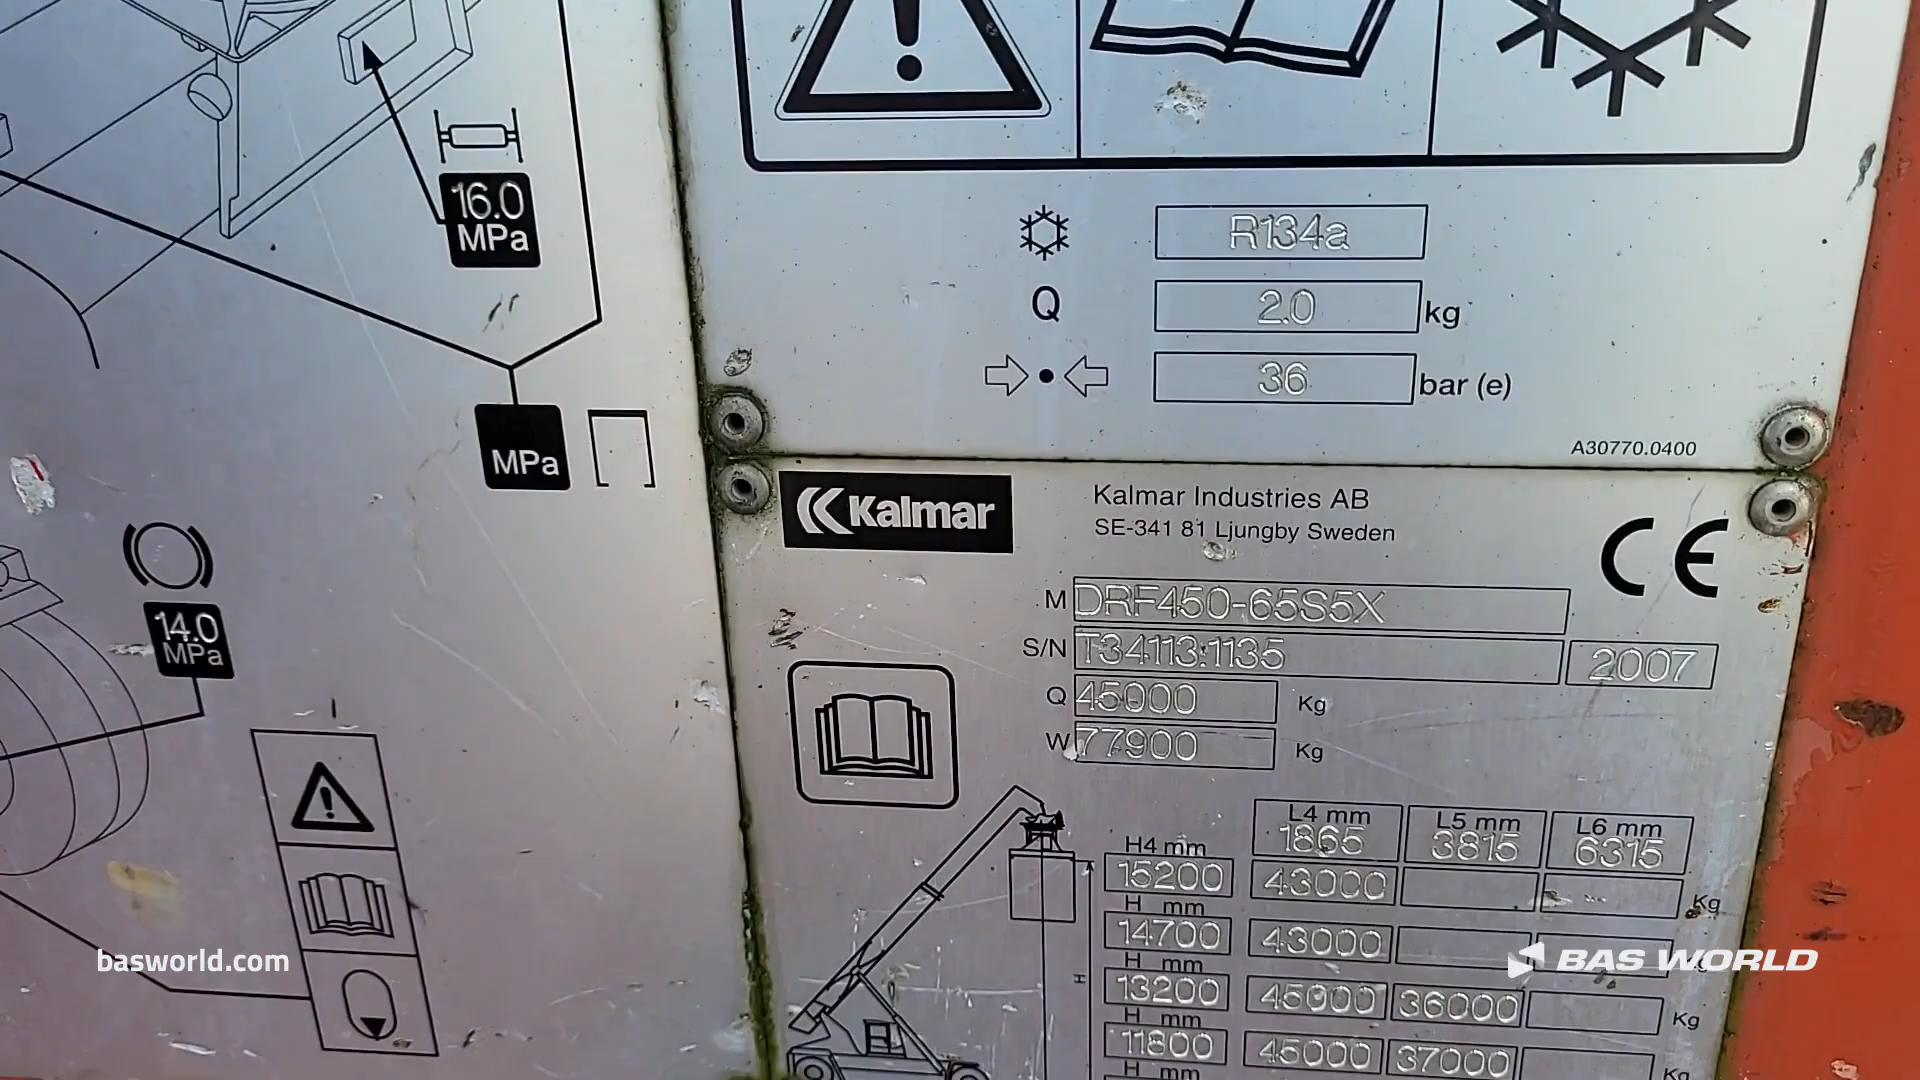 16.0
MPa
MPa
14.0
MPa
R134a
Q 2.0 kg
36 bar (e)
A30770.0400
Kalmar
Kalmar Industries AB
SE-341 81 Ljungby Sweden
CE
M DRF450-65S5X
S/N T34113.1135 2007
Q 45000 Kg
W 77900 Kg
L4 mm L5 mm L6 mm
1865 3815 6315
H4 mm
15200 43000 Kg
H mm
14700 43000
H mm
13200 45000 36000 Kg
H mm
11800 45000 37000 Kg
H mm
H
basworld.com
BAS WORLD